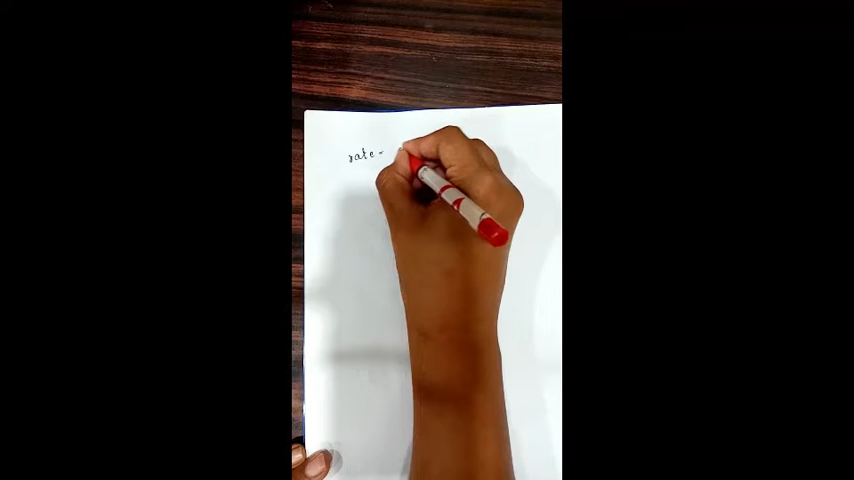 rate =